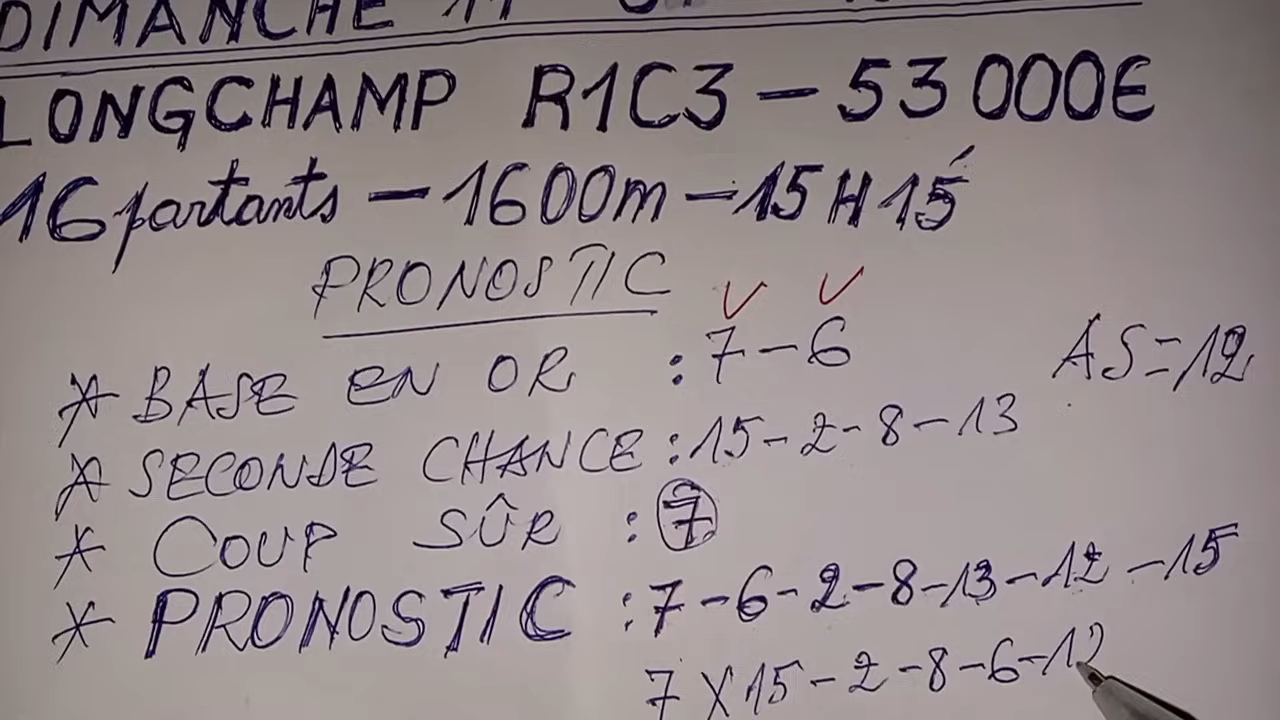 DIMANCHE 11
LONGCHAMP R1C3 - 53 000€
16 partants - 1600m - 15H15
PRONOSTIC
* BASE EN OR : 7 - 6
AS = 12
* SECONDE CHANCE : 15 - 2 - 8 - 13
* COUP SÛR : 7
* PRONOSTIC : 7 - 6 - 2 - 8 - 13 - 12 - 15
7 X 15 - 2 - 8 - 6 - 12